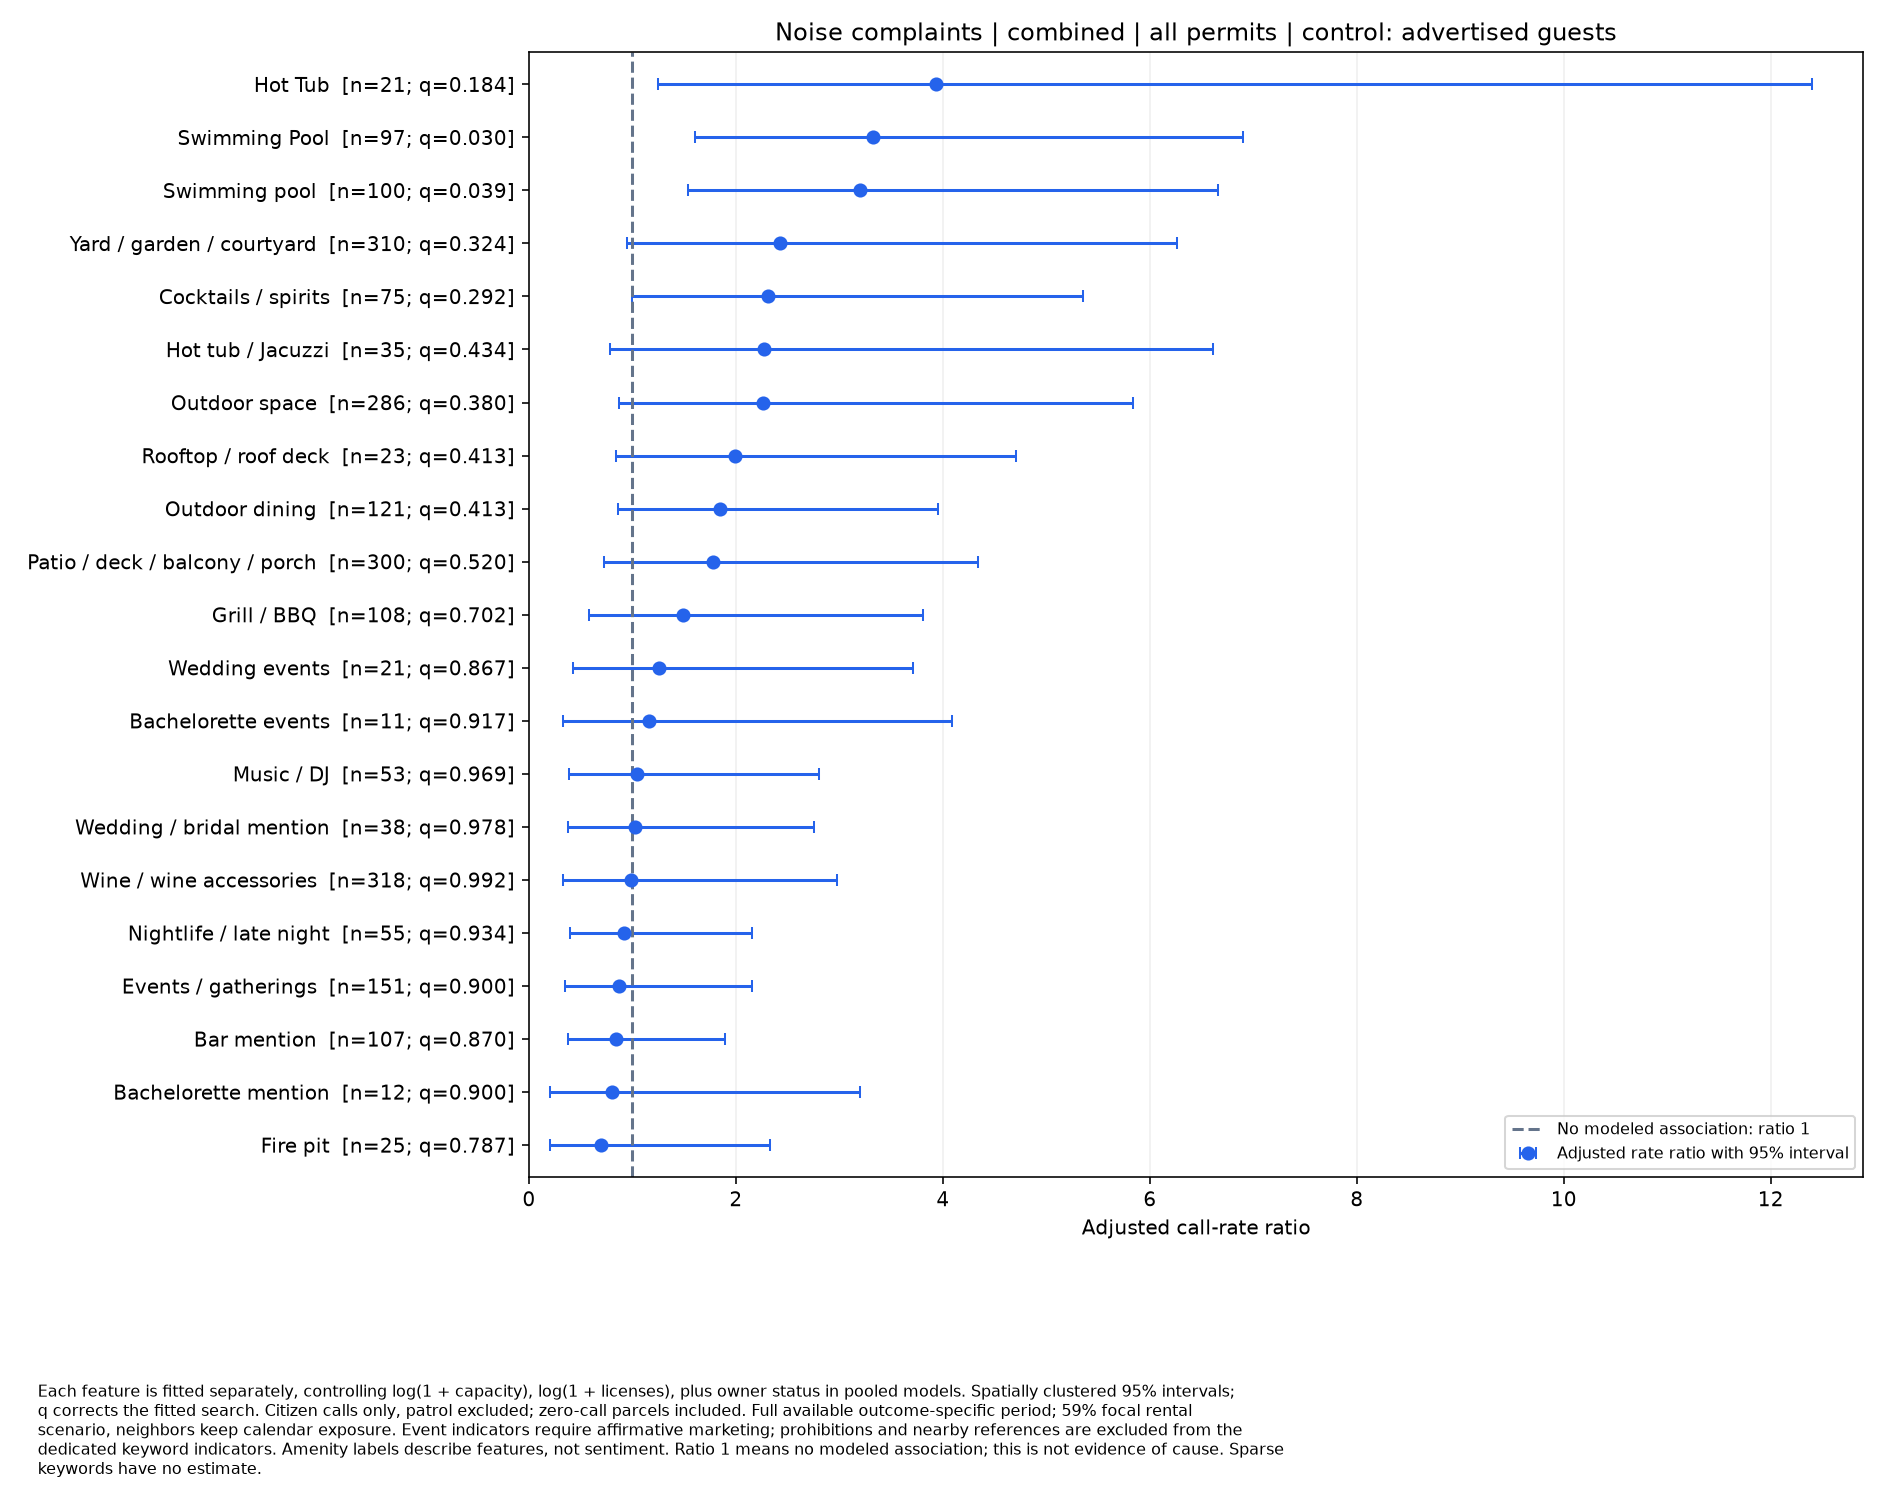 Noise complaints | combined | all permits | control: advertised guests
Hot Tub [n=21; q=0.184]
Swimming Pool [n=97; q=0.030]
Swimming pool [n=100; q=0.039]
Yard / garden / courtyard [n=310; q=0.324]
Cocktails / spirits [n=75; q=0.292]
Hot tub / Jacuzzi [n=35; q=0.434]
Outdoor space [n=286; q=0.380]
Rooftop / roof deck [n=23; q=0.413]
Outdoor dining [n=121; q=0.413]
Patio / deck / balcony / porch [n=300; q=0.520]
Grill / BBQ [n=108; q=0.702]
Wedding events [n=21; q=0.867]
Bachelorette events [n=11; q=0.917]
Music / DJ [n=53; q=0.969]
Wedding / bridal mention [n=38; q=0.978]
Wine / wine accessories [n=318; q=0.992]
Nightlife / late night [n=55; q=0.934]
Events / gatherings [n=151; q=0.900]
Bar mention [n=107; q=0.870]
Bachelorette mention [n=12; q=0.900]
Fire pit [n=25; q=0.787]
No modeled association: ratio 1
Adjusted rate ratio with 95% interval
0 2 4 6 8 10 12
Adjusted call-rate ratio
Each feature is fitted separately, controlling log(1 + capacity), log(1 + licenses), plus owner status in pooled models. Spatially clustered 95% intervals;
q corrects the fitted search. Citizen calls only, patrol excluded; zero-call parcels included. Full available outcome-specific period; 59% focal rental
scenario, neighbors keep calendar exposure. Event indicators require affirmative marketing; prohibitions and nearby references are excluded from the
dedicated keyword indicators. Amenity labels describe features, not sentiment. Ratio 1 means no modeled association; this is not evidence of cause. Sparse
keywords have no estimate.